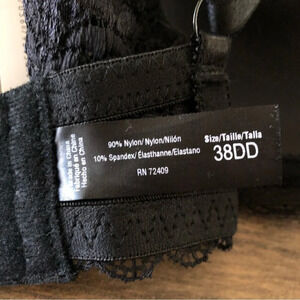 Made in China
Fabriqué en Chine
Hecho en China
90% Nylon/ Nylon/Nilón
10% Spandex/ Élasthanne/Elastano
RN 72409
Size/Taille/Talla
38DD